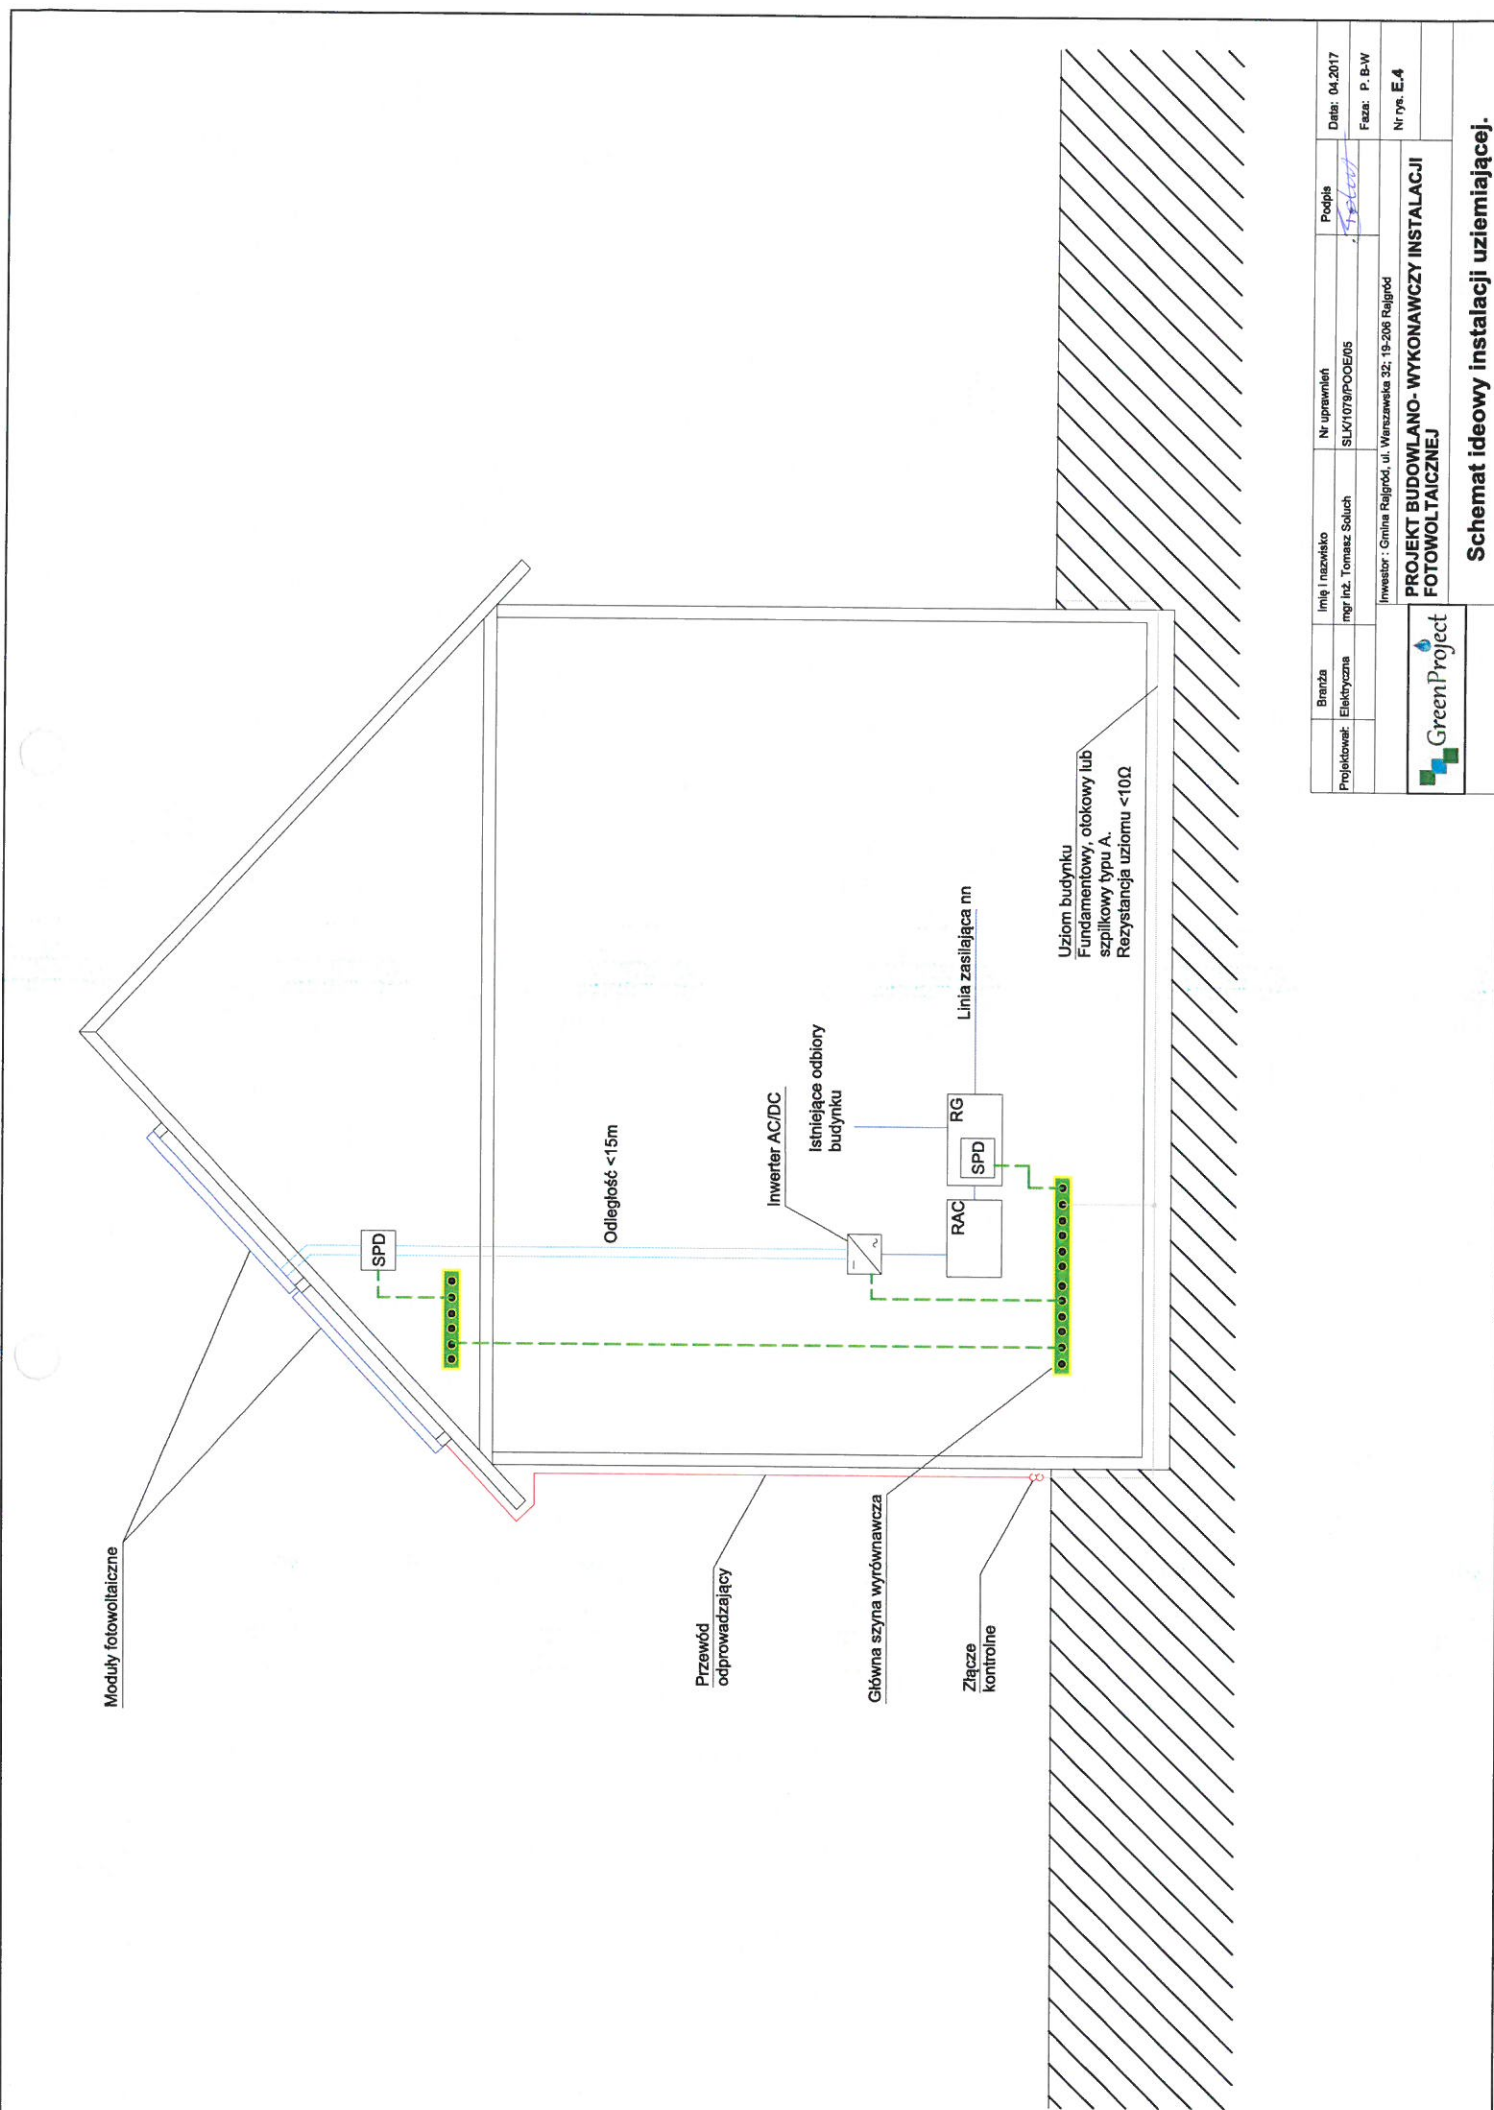 Moduły fotowoltaiczne
SPD
Odległość <15m
Inwerter AC/DC
Istniejące odbiory
budynku
RG
SPD
RAC
Linia zasilająca nn
Uziom budynku
Fundamentowy, otokowy lub
szpilkowy typu A.
Rezystancja uziomu <10Ω
Przewód
odprowadzający
Główna szyna wyrównawcza
Złącze
kontrolne
Branża Imię i nazwisko Nr uprawnień Podpis Data: 04.2017
Projektował: Elektryczna mgr inż. Tomasz Soluch SLK/1079/POOE/05
Faza: P. B-W
Inwestor : Gmina Rajgród, ul. Warszawska 32; 19-206 Rajgród
Nr rys. E.4
GreenProject
PROJEKT BUDOWLANO- WYKONAWCZY INSTALACJI
FOTOWOLTAICZNEJ
Schemat ideowy instalacji uziemiającej.